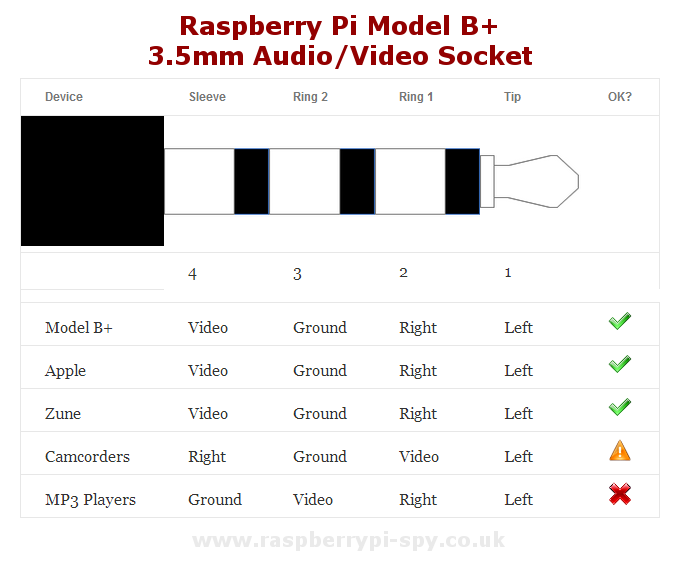 Raspberry Pi Model B+
3.5mm Audio/Video Socket
Device Sleeve Ring 2 Ring 1 Tip OK?
4 3 2 1
Model B+ Video Ground Right Left
Apple Video Ground Right Left
Zune Video Ground Right Left
Camcorders Right Ground Video Left
MP3 Players Ground Video Right Left
www.raspberrypi-spy.co.uk